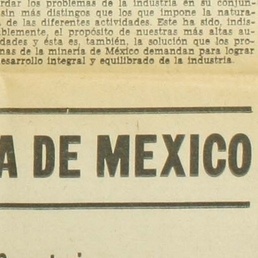 rdar los problemas de la industria en su conjun-
sin más distingos que los que impone la natura-
de las diferentes actividades. Este ha sido, indis-
blemente, el propósito de nuestras más altas au-
dades y ésta es, también, la solución que los pro-
nas de la minería de México demandan para lograr
esarrollo integral y equilibrado de la industria.
A DE MEXICO